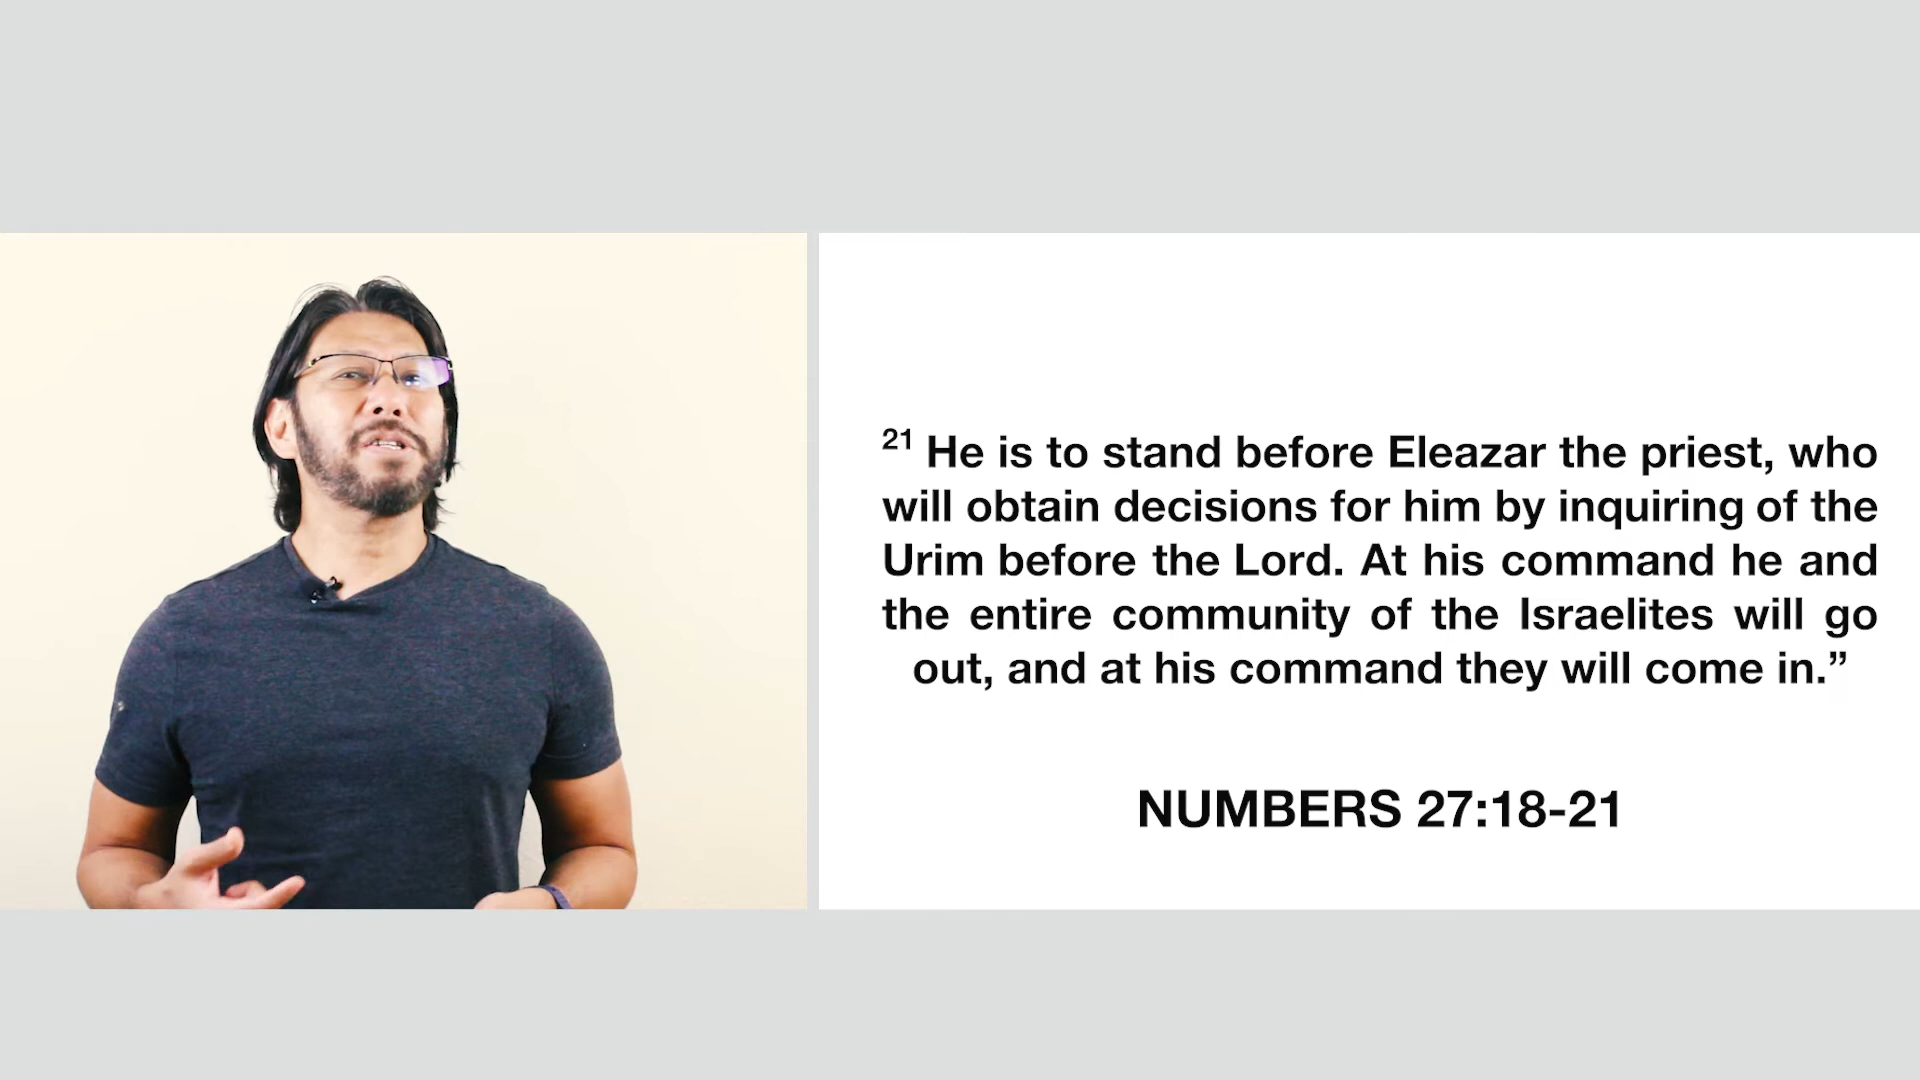 21 He is to stand before Eleazar the priest, who
will obtain decisions for him by inquiring of the
Urim before the Lord. At his command he and
the entire community of the Israelites will go
out, and at his command they will come in.”
NUMBERS 27:18-21